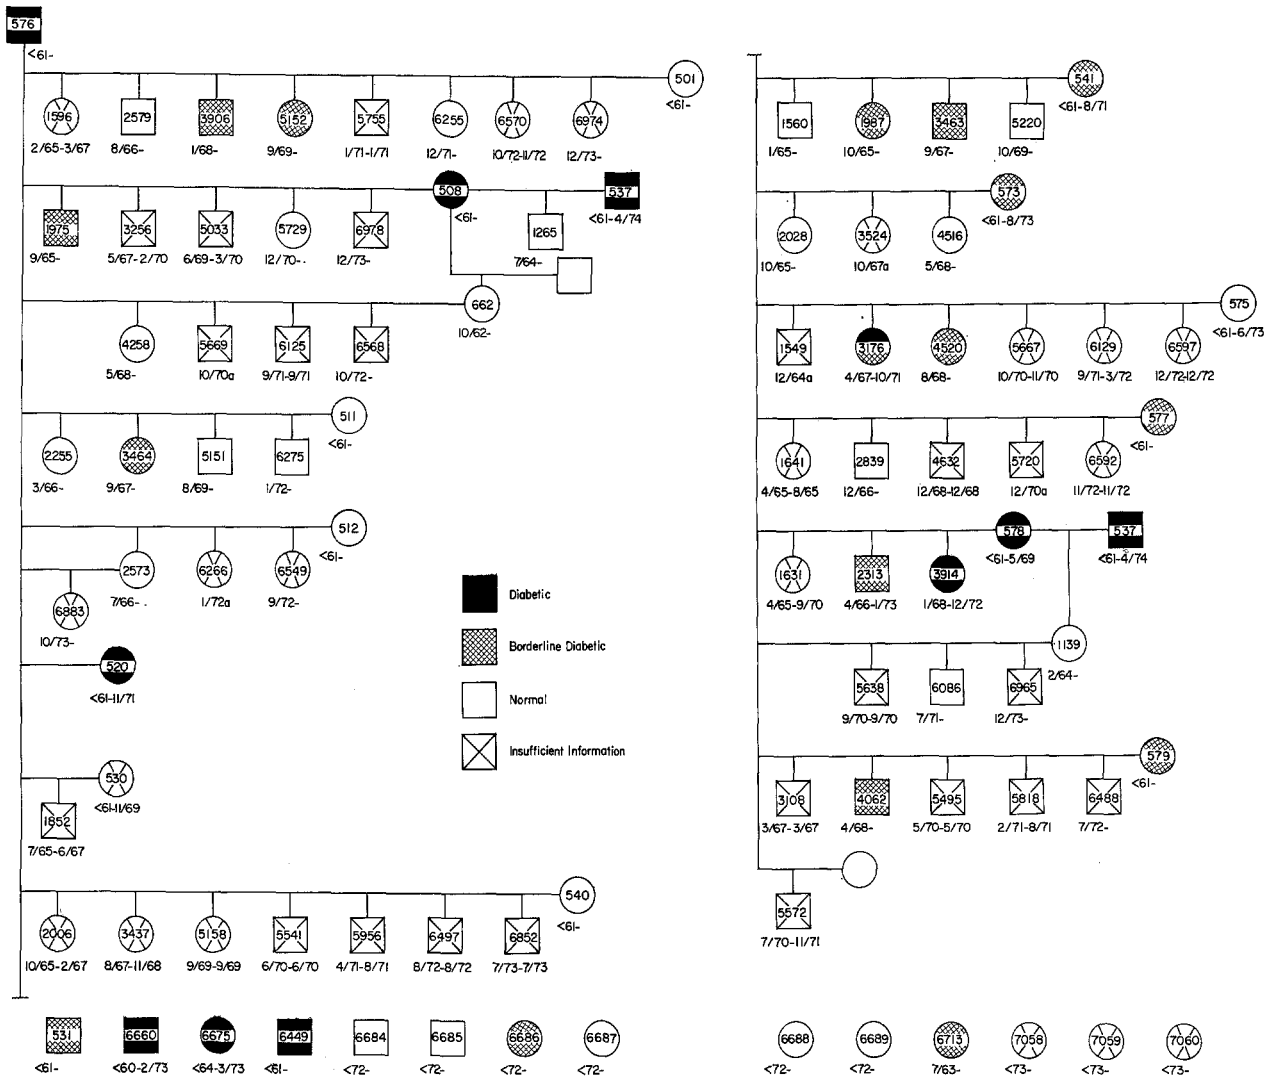 576
<61-
501
<61-
1596 2579 3906 5152 5755 6255 6570 6974
2/65-3/67 8/66- 1/68- 9/69- 1/71-1/71 12/71- 10/72-11/72 12/73-
508 537
<61- <61-4/74
1975 3256 5033 5729 6978 1265
9/65- 5/67-2/70 6/69-3/70 12/70- 12/73- 7/64-
662
10/62-
4258 5669 6125 6568
5/68- 10/70a 9/71-9/71 10/72-
511
<61-
2255 3464 5151 6275
3/66- 9/67- 8/69- 1/72-
512
<61-
2573 6266 6549
7/66- 1/72a 9/72-
6883
10/73-
520
<61-11/71
530
<61-11/69
1852
7/65-6/67
540
<61-
2006 3437 5158 5541 5956 6497 6852
10/65-2/67 8/67-11/68 9/69-9/69 6/70-6/70 4/71-8/71 8/72-8/72 7/73-7/73
Diabetic
Borderline Diabetic
Normal
Insufficient Information
541
<61-8/71
1560 1987 3463 5220
1/65- 10/65- 9/67- 10/69-
573
<61-8/73
2028 3524 4516
10/65- 10/67a 5/68-
575
<61-6/73
1549 3176 4520 5667 6129 6597
12/64a 4/67-10/71 8/68- 10/70-11/70 9/71-3/72 12/72-12/72
577
<61-
1641 2839 4632 5720 6592
4/65-8/65 12/66- 12/68-12/68 12/70a 11/72-11/72
578 537
<61-5/69 <61-4/74
1631 2313 3914
4/65-9/70 4/66-1/73 1/68-12/72
1139
2/64-
5638 6086 6965
9/70-9/70 7/71- 12/73-
579
<61-
3108 4062 5495 5818 6488
3/67-3/67 4/68- 5/70-5/70 2/71-8/71 7/72-
5572
7/70-11/71
531 6660 6675 6449 6684 6685 6686 6687 6688 6689 6713 7058 7059 7060
<61- <60-2/73 <64-3/73 <61- <72- <72- <72- <72- <72- <72- 7/63- <73- <73- <73-